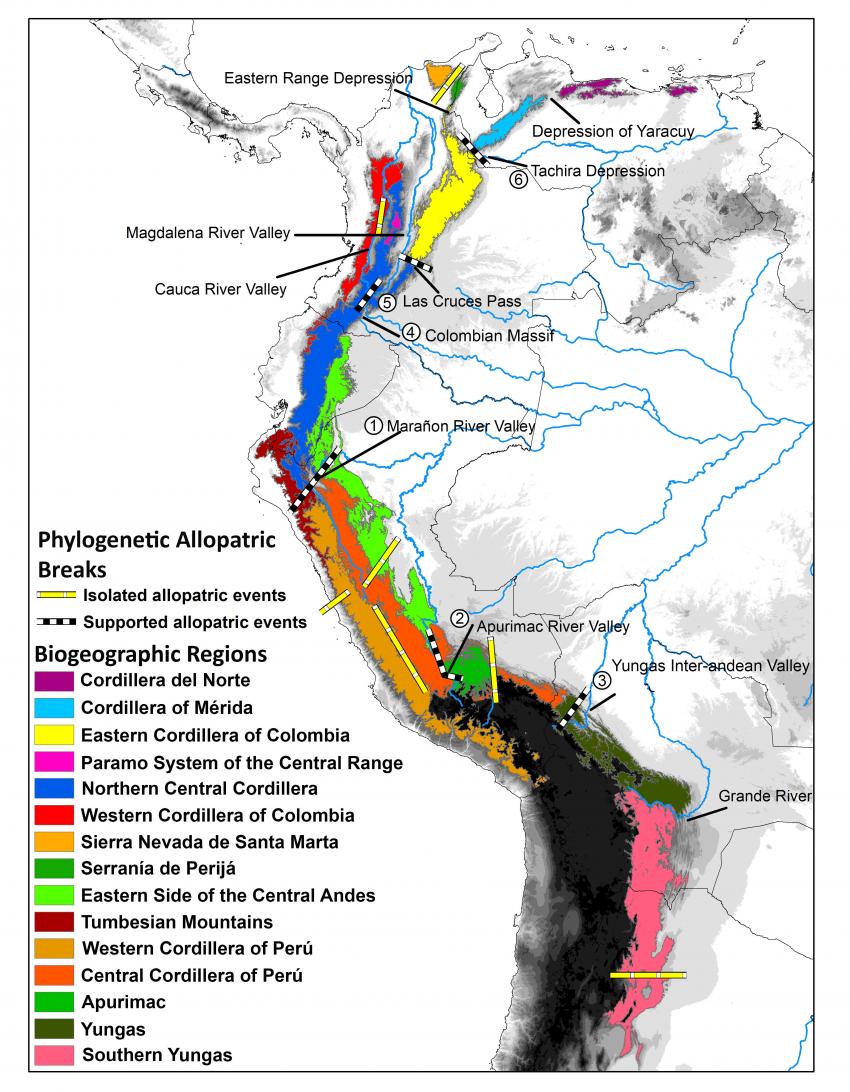 Eastern Range Depression
Depression of Yaracuy
Tachira Depression
⑥
Magdalena River Valley
Cauca River Valley
⑤ Las Cruces Pass
④ Colombian Massif
① Marañon River Valley
② Apurimac River Valley
Yungas Inter-andean Valley
③
Grande River
Phylogenetic Allopatric
Breaks
Isolated allopatric events
Supported allopatric events
Biogeographic Regions
Cordillera del Norte
Cordillera of Mérida
Eastern Cordillera of Colombia
Paramo System of the Central Range
Northern Central Cordillera
Western Cordillera of Colombia
Sierra Nevada de Santa Marta
Serranía de Perijá
Eastern Side of the Central Andes
Tumbesian Mountains
Western Cordillera of Perú
Central Cordillera of Perú
Apurimac
Yungas
Southern Yungas